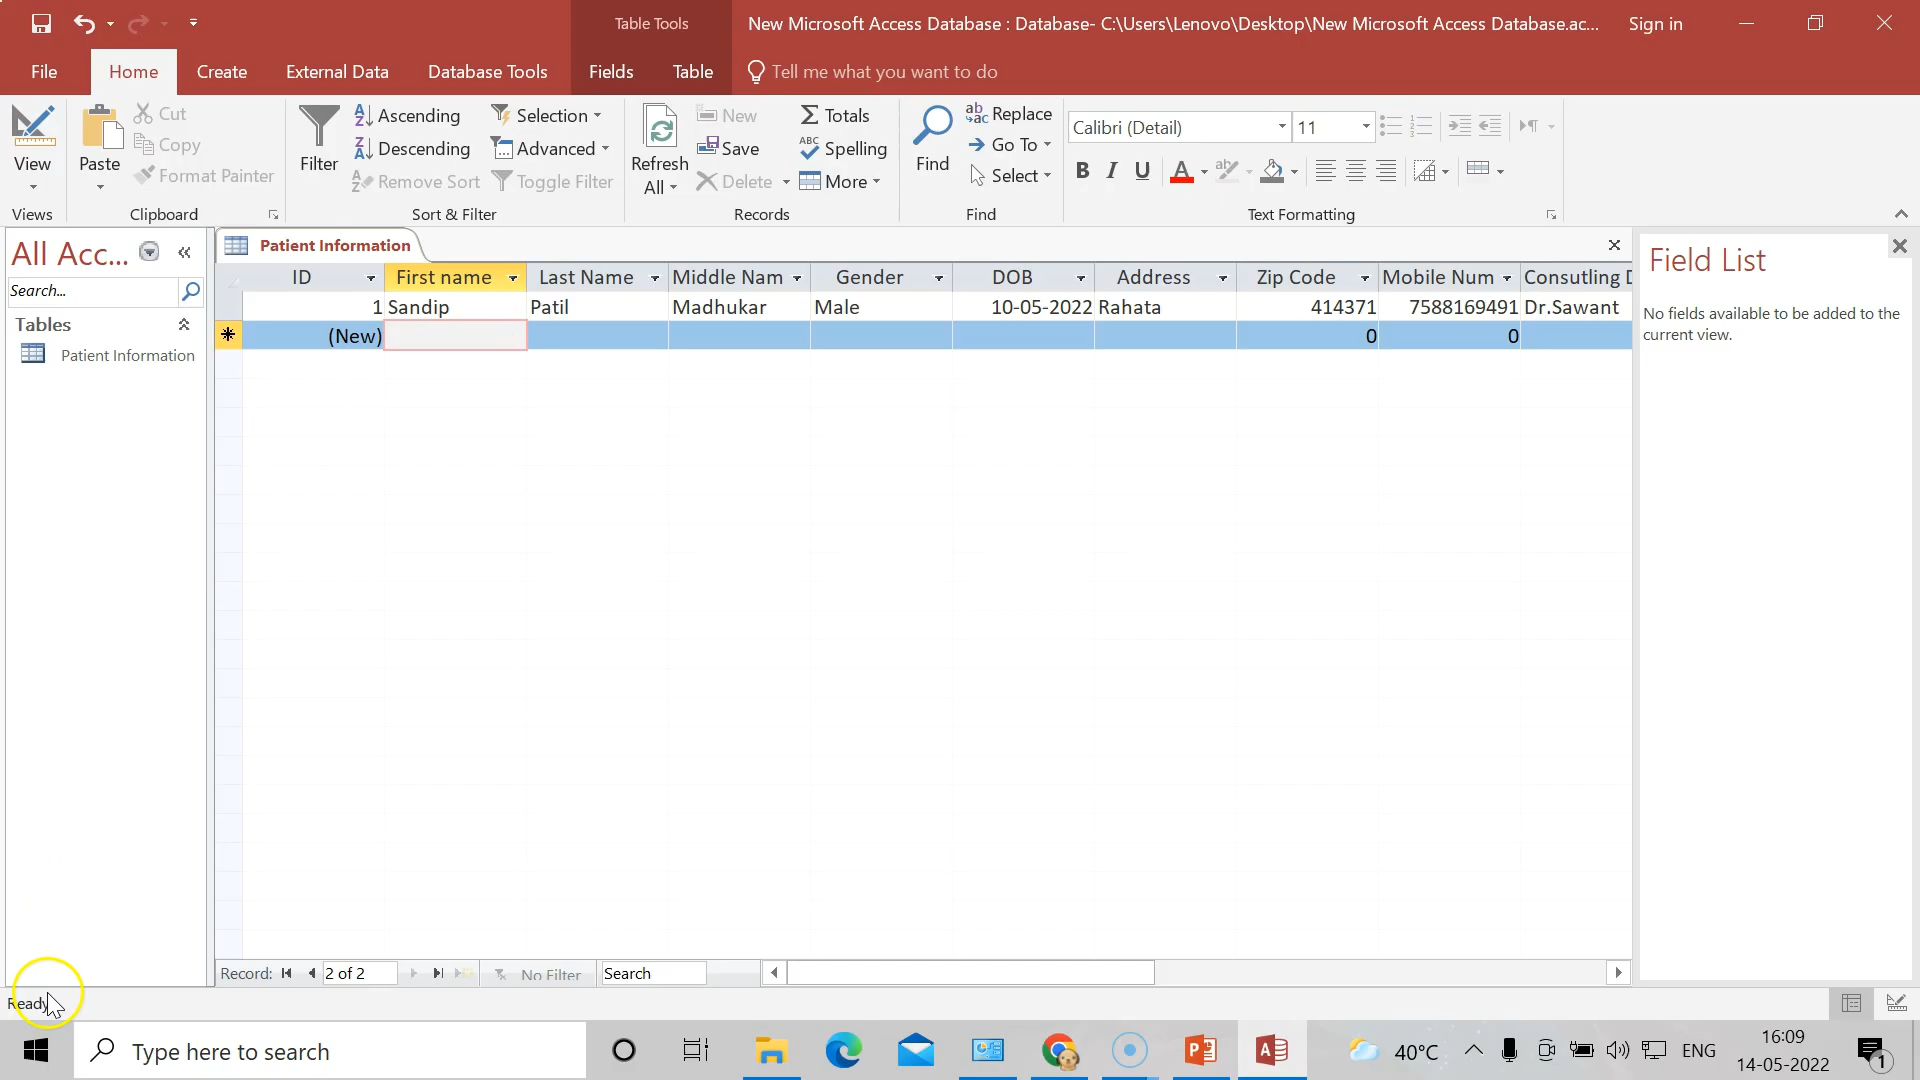 Table Tools
New Microsoft Access Database : Database- C:\Users\Lenovo\Desktop\New Microsoft Access Database.ac...
Sign in
File
Home
Create
External Data
Database Tools
Fields
Table
Tell me what you want to do
View
Views
Paste
Cut
Copy
Format Painter
Clipboard
Filter
Ascending
Descending
Remove Sort
Selection
Advanced
Toggle Filter
Sort & Filter
Refresh
All
New
Save
Delete
Totals
Spelling
More
Records
Find
Replace
Go To
Select
Find
Calibri (Detail)
11
B I U
Text Formatting
All Acc...
Search...
Tables
Patient Information
Patient Information
ID First name Last Name Middle Nam Gender DOB Address Zip Code Mobile Num Consutling D
1 Sandip Patil Madhukar Male 10-05-2022 Rahata 414371 7588169491 Dr.Sawant
(New) 0 0
Field List
No fields available to be added to the
current view.
Record: 2 of 2 No Filter Search
Ready
Type here to search
40°C
ENG
16:09
14-05-2022
1